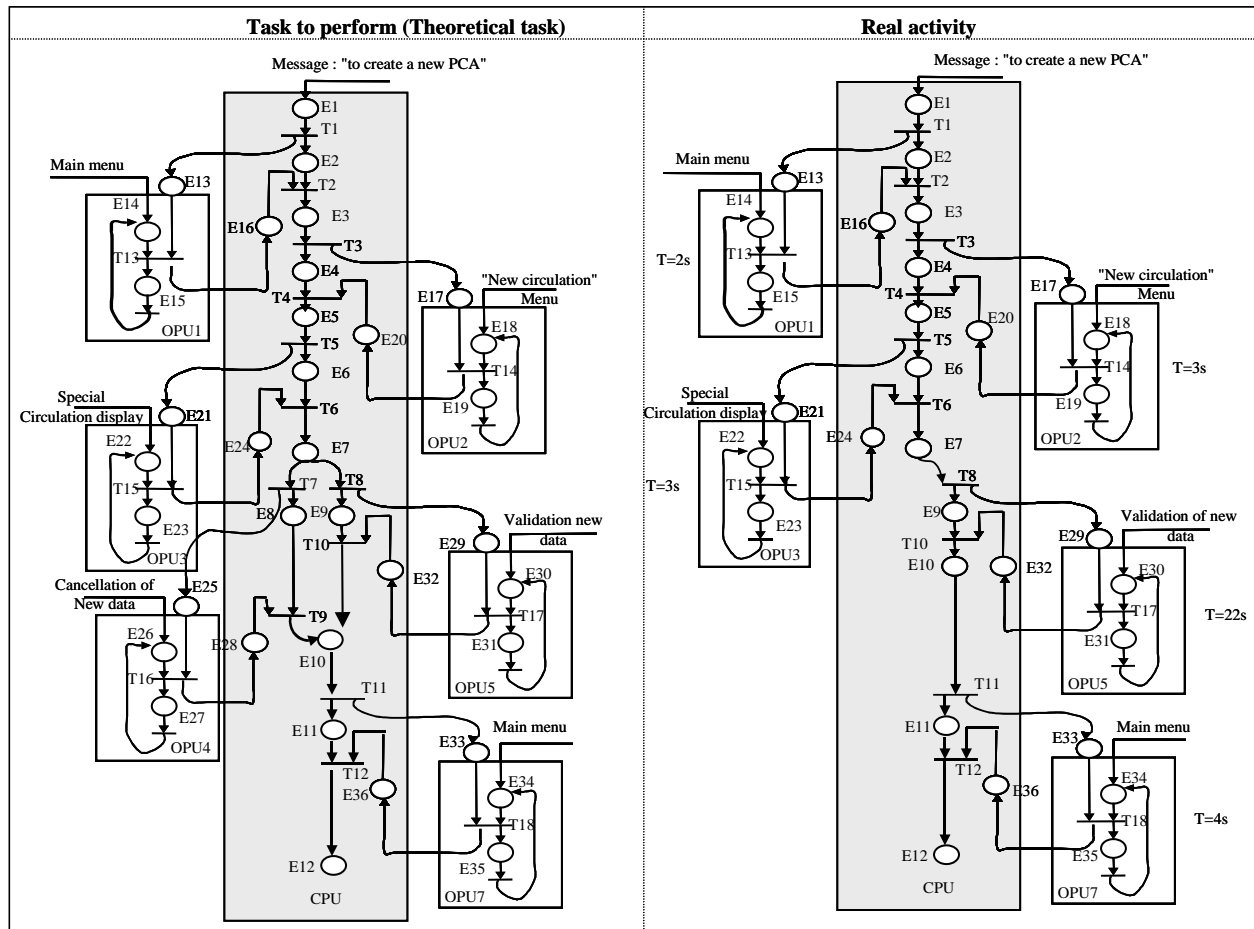 Task to perform (Theoretical task)
Message : "to create a new PCA"
E1
T1
E2
Main menu
E13
T2
E14
E16
E3
T13
T3
E4
E15
T4
E17
"New circulation"
Menu
OPU1
E5
E18
E20
T5
E6
T14
Special
E19
Circulation display
E21
T6
OPU2
E22
E24
E7
T15
T7
T8
E8
E9
E23
Validation new
data
OPU3
T10
E29
Cancellation of
New data
E25
E32
E30
T9
T17
E26
E28
E10
E31
T16
T11
OPU5
E27
E11
OPU4
Main menu
E33
T12
E36
E34
T18
E12
E35
CPU
OPU7
Real activity
Message : "to create a new PCA"
E1
T1
E2
Main menu
E13
T2
E14
E16
E3
T13
T=2s
T3
E4
E15
T4
E17
"New circulation"
Menu
OPU1
E5
E18
E20
T5
E6
T14
T=3s
Special
E19
Circulation display
E21
T6
OPU2
E22
E24
E7
T=3s
T15
T8
E9
E23
Validation of new
data
OPU3
T10
E29
E10
E32
E30
T17
T=22s
E31
T11
OPU5
E11
Main menu
E33
T12
E36
E34
T18
T=4s
E12
E35
CPU
OPU7